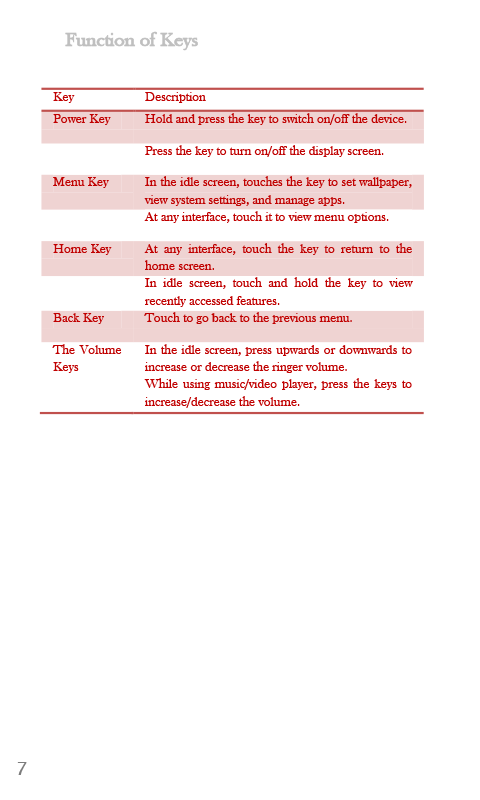 Function of Keys
Key Description
Power Key Hold and press the key to switch on/off the device.
Press the key to turn on/off the display screen.
Menu Key In the idle screen, touches the key to set wallpaper,
view system settings, and manage apps.
At any interface, touch it to view menu options.
Home Key At any interface, touch the key to return to the
home screen.
In idle screen, touch and hold the key to view
recently accessed features.
Back Key Touch to go back to the previous menu.
The Volume In the idle screen, press upwards or downwards to
Keys increase or decrease the ringer volume.
While using music/video player, press the keys to
increase/decrease the volume.
7